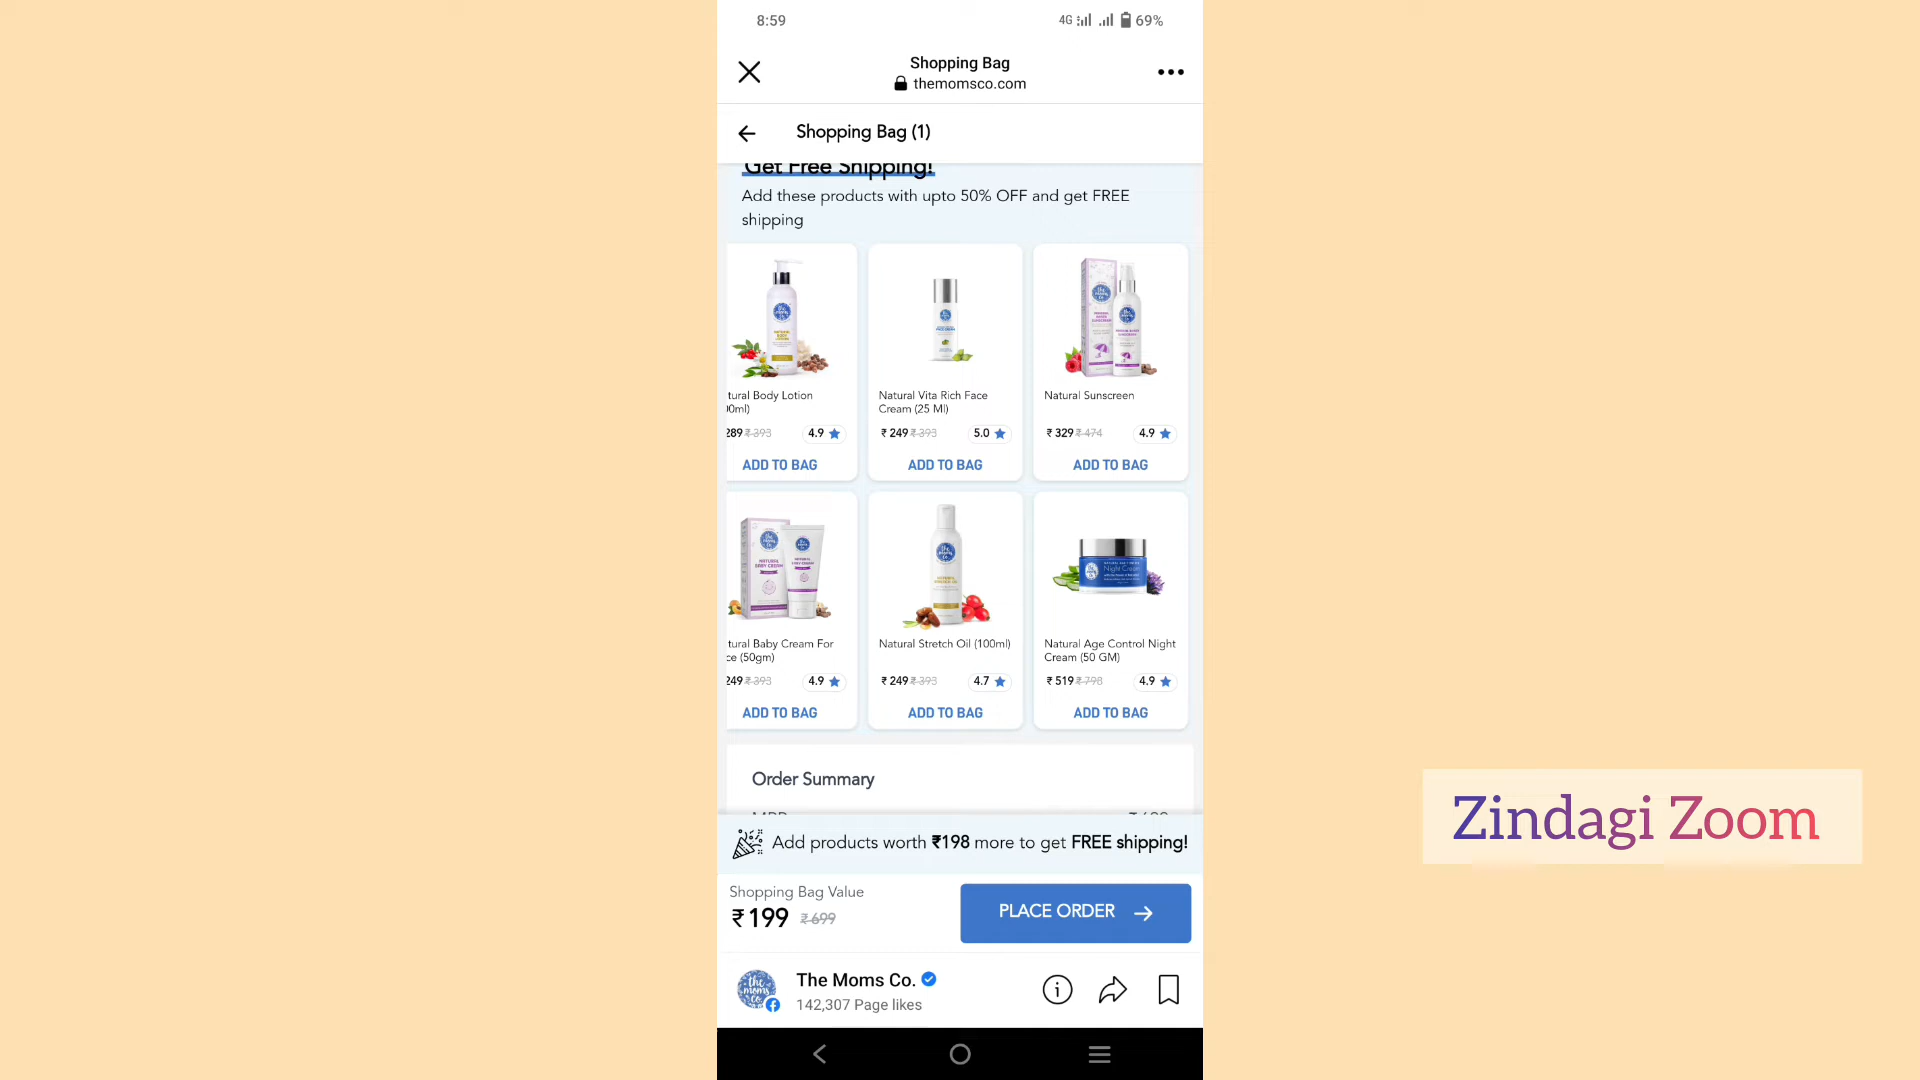 8:59
4G 69%
Shopping Bag
themomsco.com
Shopping Bag (1)
Get Free Shipping!
Add these products with upto 50% OFF and get FREE
shipping
tural Body Lotion
0ml)
289 ₹ 393 4.9
ADD TO BAG
Natural Vita Rich Face
Cream (25 Ml)
₹ 249 ₹ 393 5.0
ADD TO BAG
Natural Sunscreen
₹ 329 ₹ 474 4.9
ADD TO BAG
tural Baby Cream For
ce (50gm)
249 ₹ 393 4.9
ADD TO BAG
Natural Stretch Oil (100ml)
₹ 249 ₹ 393 4.7
ADD TO BAG
Natural Age Control Night
Cream (50 GM)
₹ 519 ₹ 798 4.9
ADD TO BAG
Order Summary
Add products worth ₹198 more to get FREE shipping!
Shopping Bag Value
₹ 199 ₹ 699
PLACE ORDER
The Moms Co.
142,307 Page likes
Zindagi Zoom